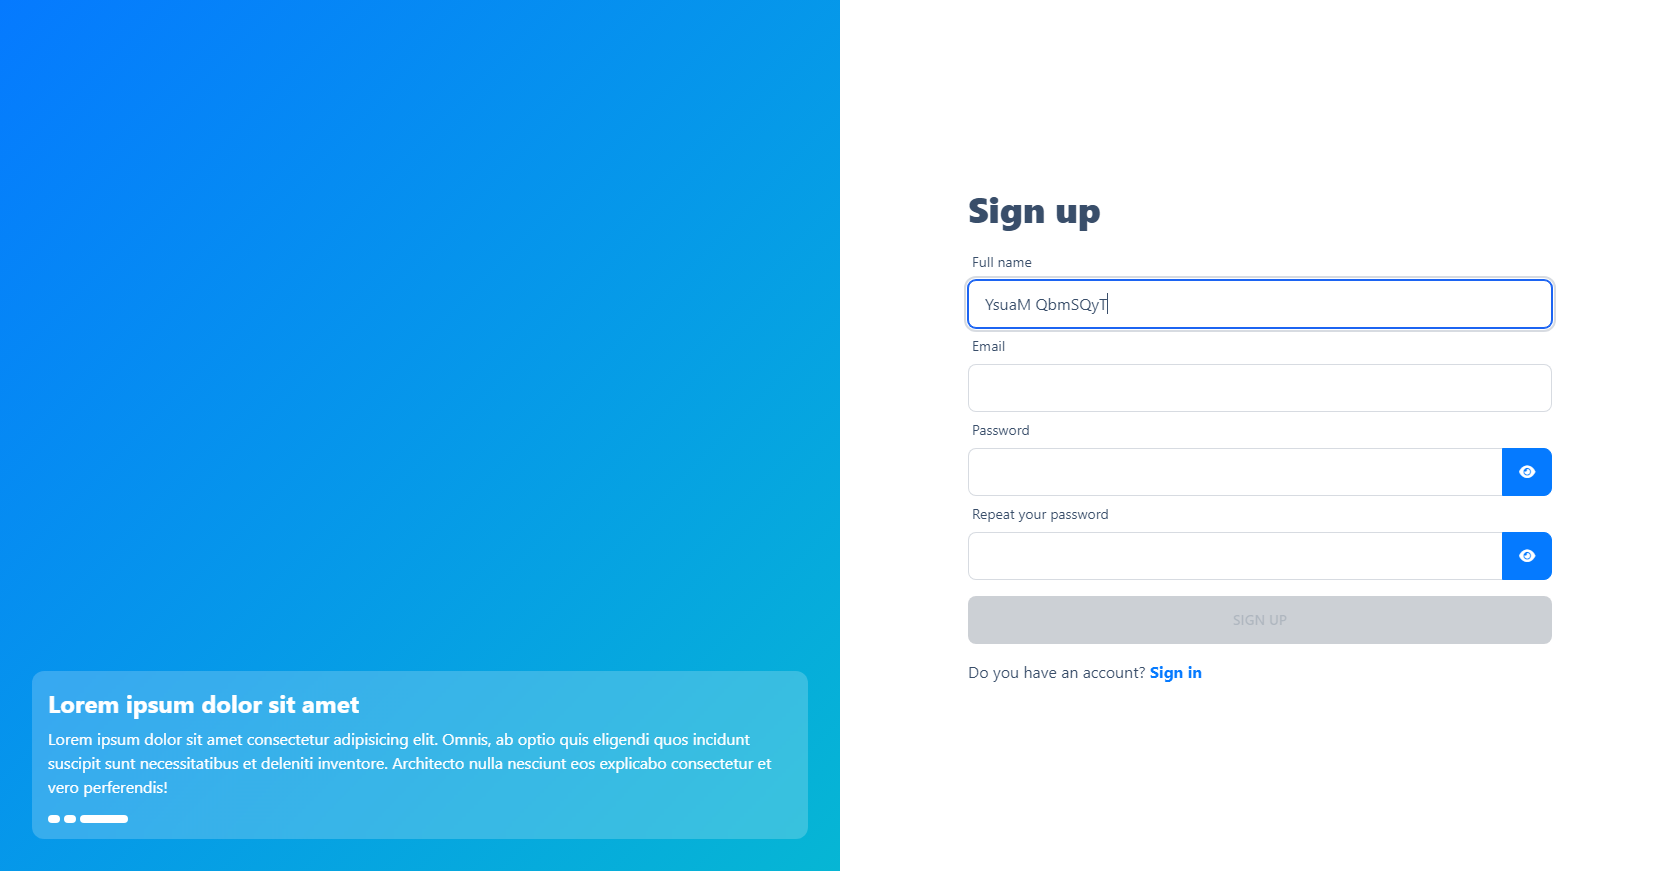 Sign up
Full name
YsuaM QbmSQyT
Email
Password
Repeat your password
SIGN UP
Do you have an account? Sign in
Lorem ipsum dolor sit amet
Lorem ipsum dolor sit amet consectetur adipisicing elit. Omnis, ab optio quis eligendi quos incidunt
suscipit sunt necessitatibus et deleniti inventore. Architecto nulla nesciunt eos explicabo consectetur et
vero perferendis!